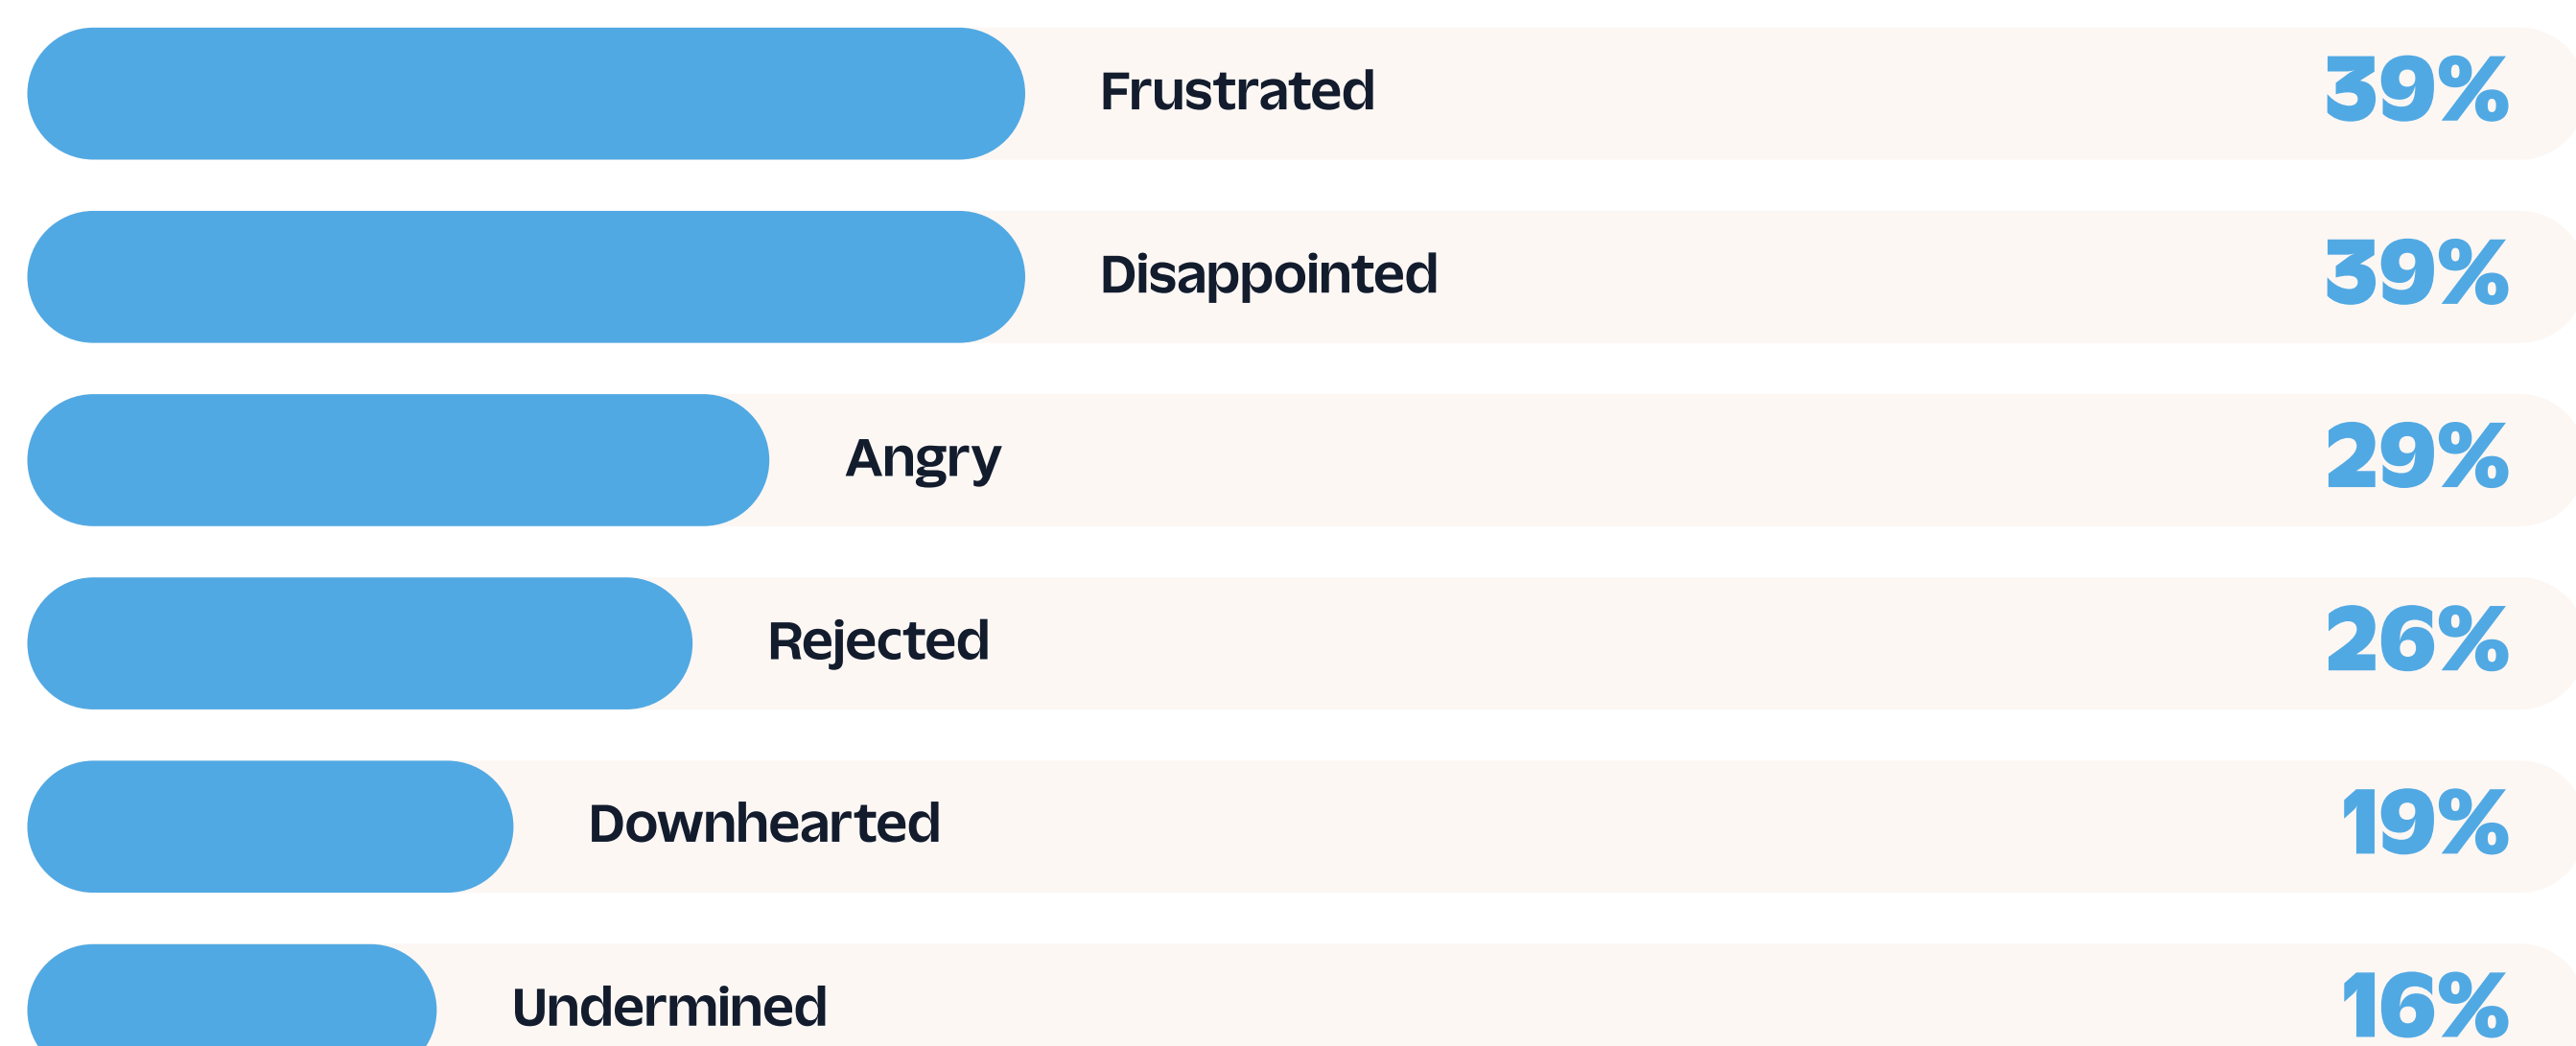 Frustrated 39%
Disappointed 39%
Angry 29%
Rejected 26%
Downhearted 19%
Undermined 16%